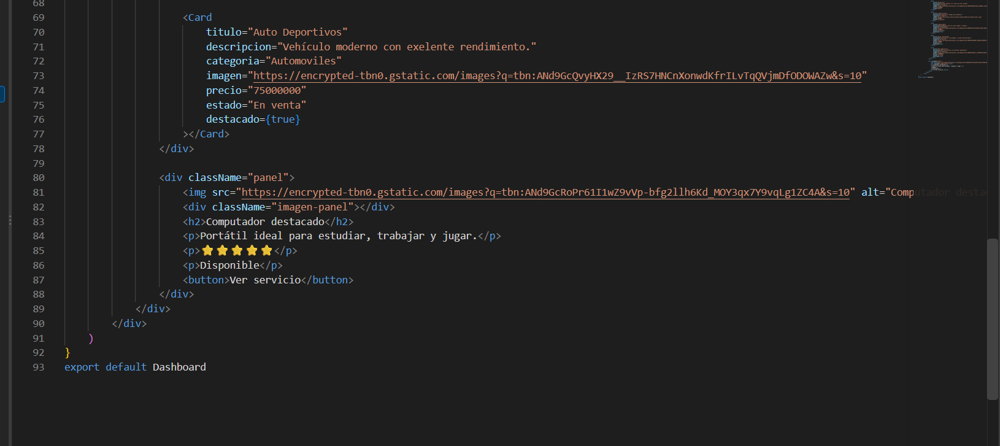 68
69 <Card
70 titulo="Auto Deportivos"
71 descripcion="Vehículo moderno con exelente rendimiento."
72 categoria="Automoviles"
73 imagen="https://encrypted-tbn0.gstatic.com/images?q=tbn:ANd9GcQvyHX29__IzRS7HNCnXonwdKfrILvTqQVjmDfODOWAZw&s=10"
74 precio="75000000"
75 estado="En venta"
76 destacado={true}
77 ></Card>
78 </div>
79
80 <div className="panel">
81 <img src="https://encrypted-tbn0.gstatic.com/images?q=tbn:ANd9GcRoPr61I1wZ9vVp-bfg2llh6Kd_MOY3qx7Y9vqLg1ZC4A&s=10" alt="Computador desta
82 <div className="imagen-panel"></div>
83 <h2>Computador destacado</h2>
84 <p>Portátil ideal para estudiar, trabajar y jugar.</p>
85 <p>⭐⭐⭐⭐⭐</p>
86 <p>Disponible</p>
87 <button>Ver servicio</button>
88 </div>
89 </div>
90 </div>
91 )
92 }
93 export default Dashboard